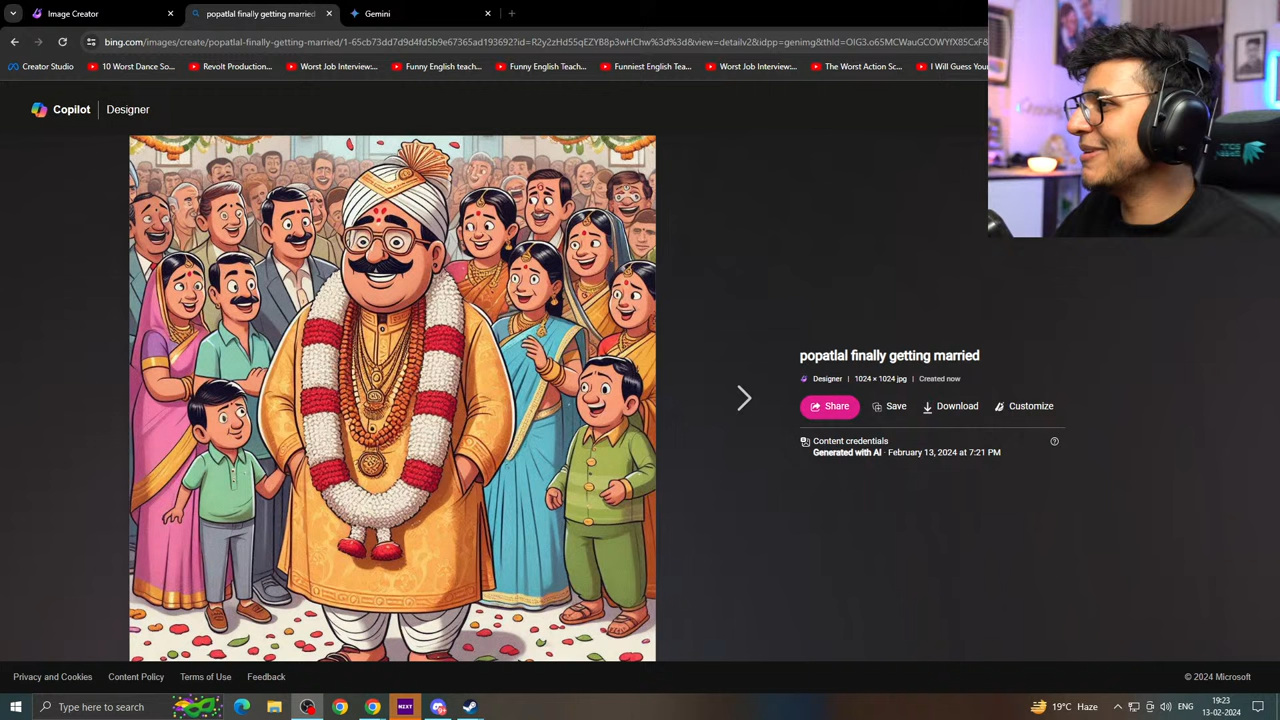 Image Creator
popatlal finally getting married
Gemini
bing.com/images/create/popatlal-finally-getting-married/1-65cb73dd7d9d4fd5b9e67365ad193692?id=R2y2zHd55qEZYB8p3wHChw%3d%3d&view=detailv2&idpp=genimg&thId=OIG3.o65MCWauGCOWYfX85CxF&
Creator Studio
10 Worst Dance So...
Revolt Production...
Worst Job Interview:...
Funny English teach...
Funny English Teach...
Funniest English Tea...
Worst Job Interview:...
The Worst Action Sc...
I Will Guess Your
Copilot | Designer
popatlal finally getting married
Designer | 1024 × 1024 jpg | Created now
Share Save Download Customize
Content credentials
Generated with AI · February 13, 2024 at 7:21 PM
Privacy and Cookies Content Policy Terms of Use Feedback © 2024 Microsoft
Type here to search
NIXT
19°C Haze
ENG
19:23
13-02-2024